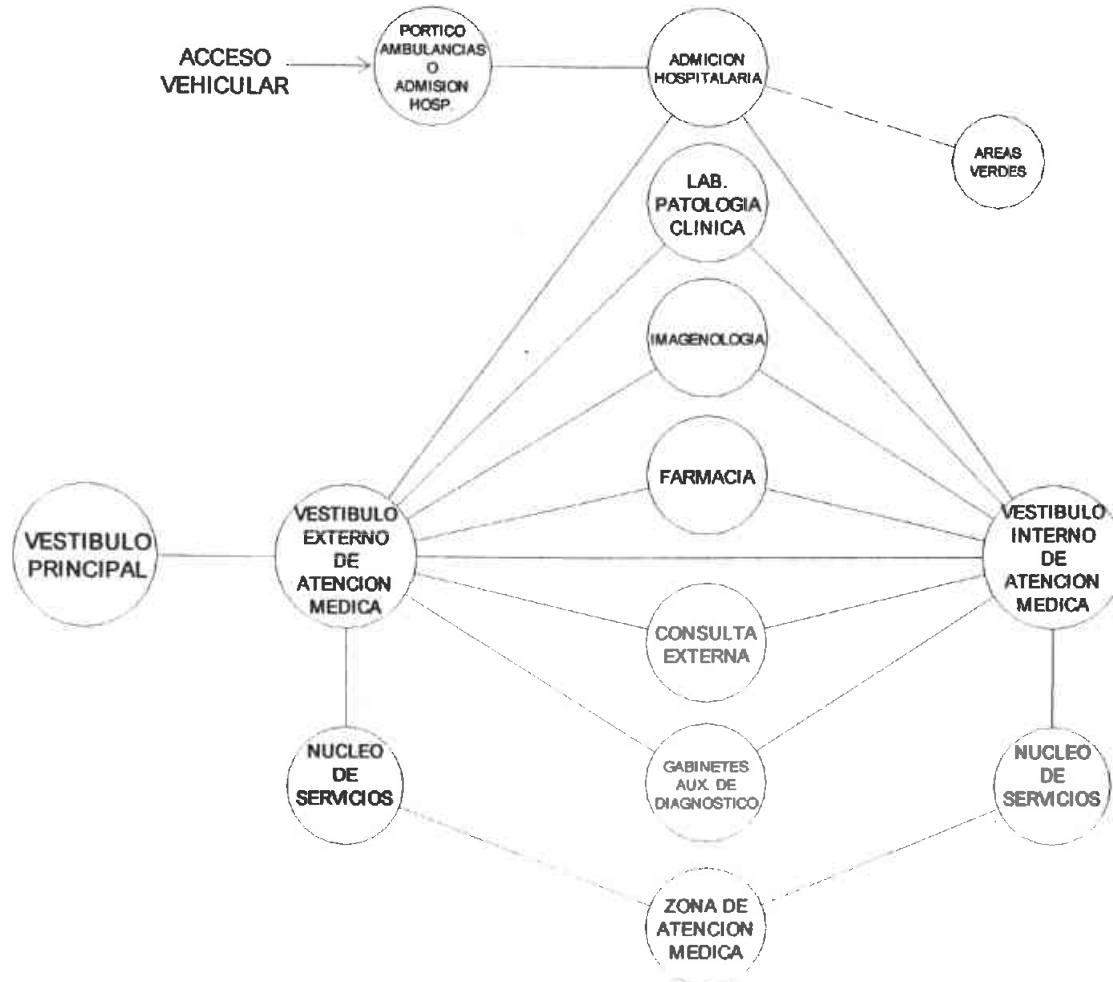 ACCESO
VEHICULAR
PORTICO
AMBULANCIAS
O
ADMISION
HOSP.
ADMICION
HOSPITALARIA
AREAS
VERDES
LAB.
PATOLOGIA
CLINICA
IMAGENOLOGIA
FARMACIA
VESTIBULO
PRINCIPAL
VESTIBULO
EXTERNO
DE
ATENCION
MEDICA
VESTIBULO
INTERNO
DE
ATENCION
MEDICA
CONSULTA
EXTERNA
NUCLEO
DE
SERVICIOS
GABINETES
AUX. DE
DIAGNOSTICO
NUCLEO
DE
SERVICIOS
ZONA DE
ATENCION
MEDICA